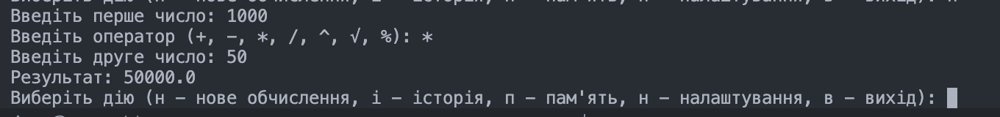 Введіть перше число: 1000
Введіть оператор (+, -, *, /, ^, √, %): *
Введіть друге число: 50
Результат: 50000.0
Виберіть дію (н - нове обчислення, і - історія, п - пам'ять, н - налаштування, в - вихід):